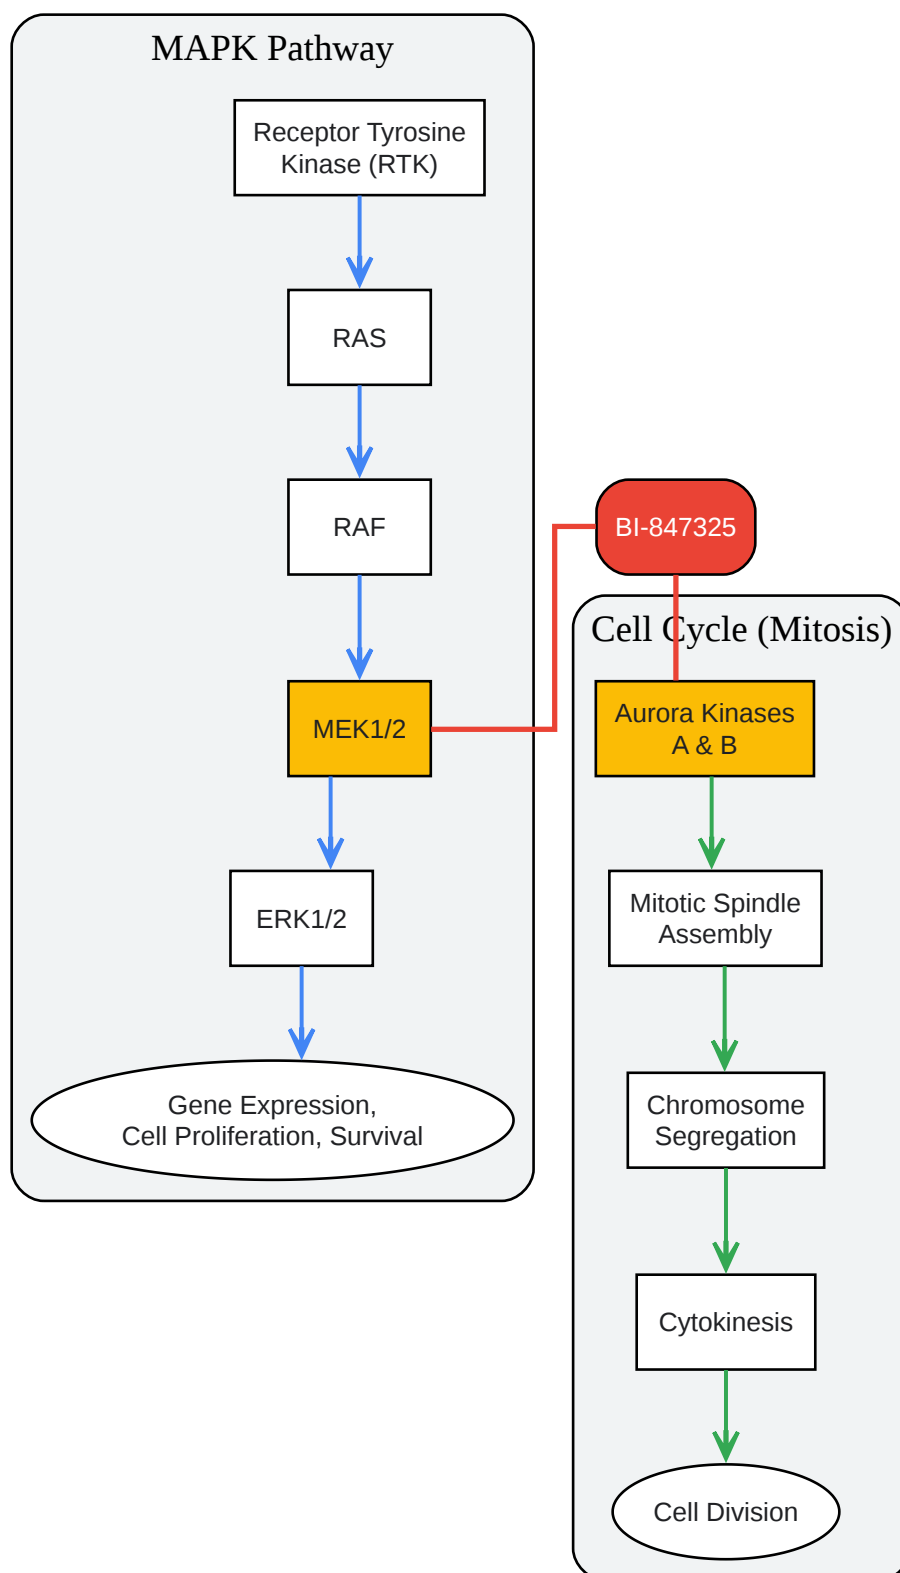 MAPK Pathway
Receptor Tyrosine
Kinase (RTK)
RAS
RAF
MEK1/2
ERK1/2
Gene Expression,
Cell Proliferation, Survival
BI-847325
Cell Cycle (Mitosis)
Aurora Kinases
A & B
Mitotic Spindle
Assembly
Chromosome
Segregation
Cytokinesis
Cell Division